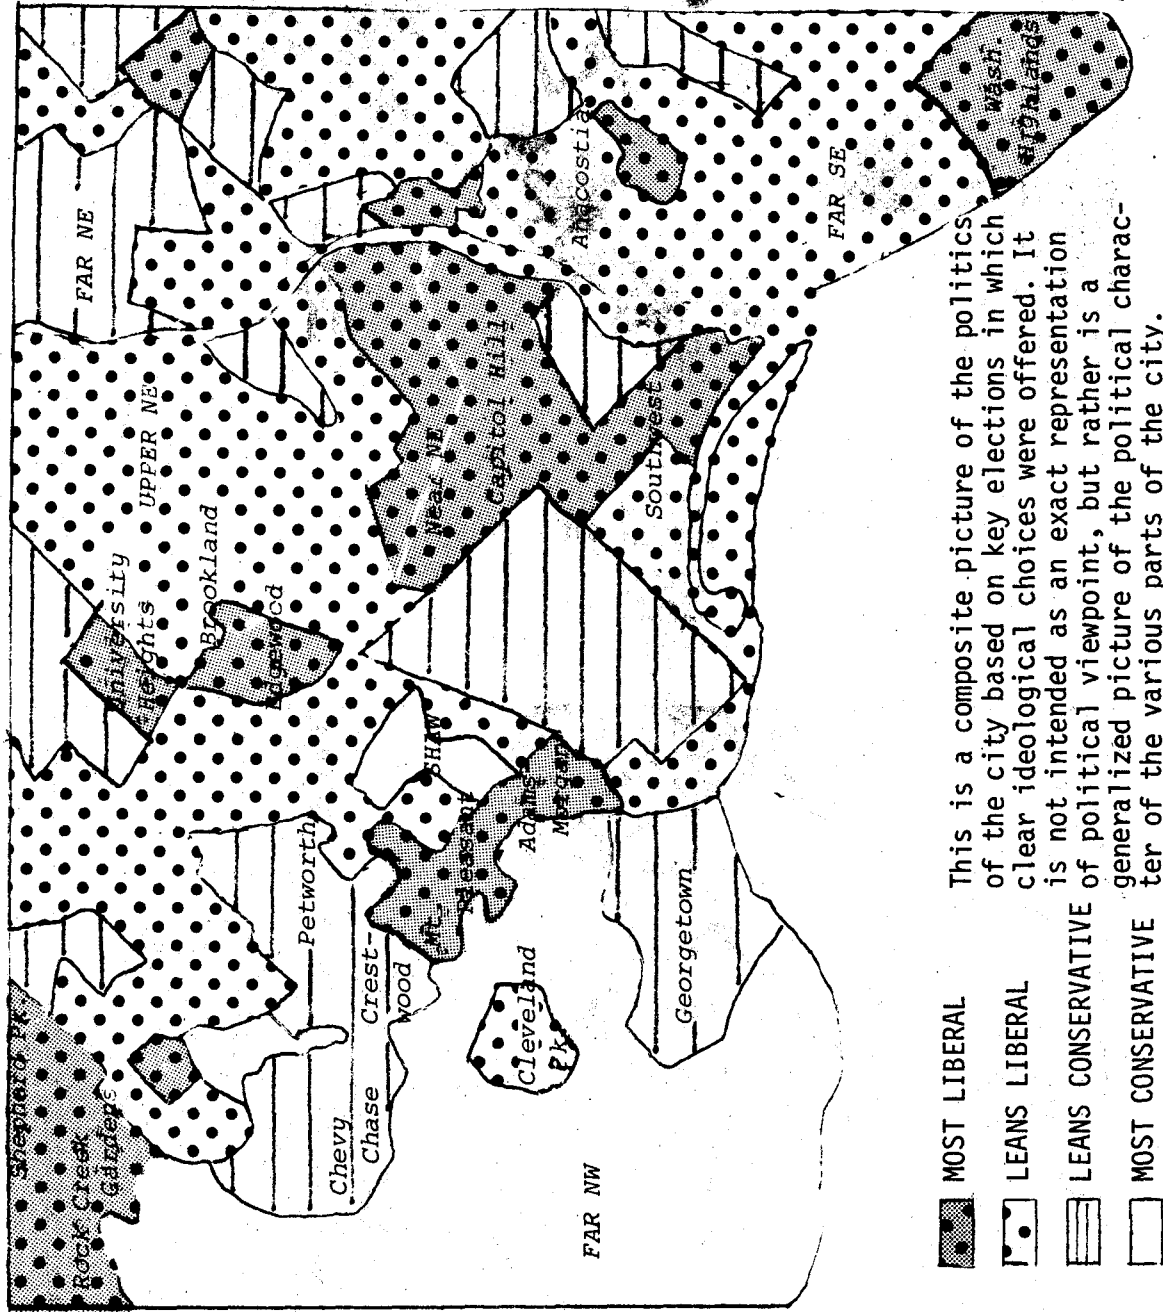 FAR NE
UPPER NE
University
Heights
Brookland
Edgewood
Near NE
Capitol Hill
Southwest
Anacostia
FAR SE
Wash.
Highlands
SHAW
Adams-
Morgan
Mt.
Pleasant
Petworth
Crest-
wood
Chevy
Chase
Cleveland
Pk.
Georgetown
FAR NW
Shepherd Pk.
Rock Creek
Gardens
MOST LIBERAL
LEANS LIBERAL
LEANS CONSERVATIVE
MOST CONSERVATIVE
This is a composite picture of the politics
of the city based on key elections in which
clear ideological choices were offered. It
is not intended as an exact representation
of political viewpoint, but rather is a
generalized picture of the political charac-
ter of the various parts of the city.